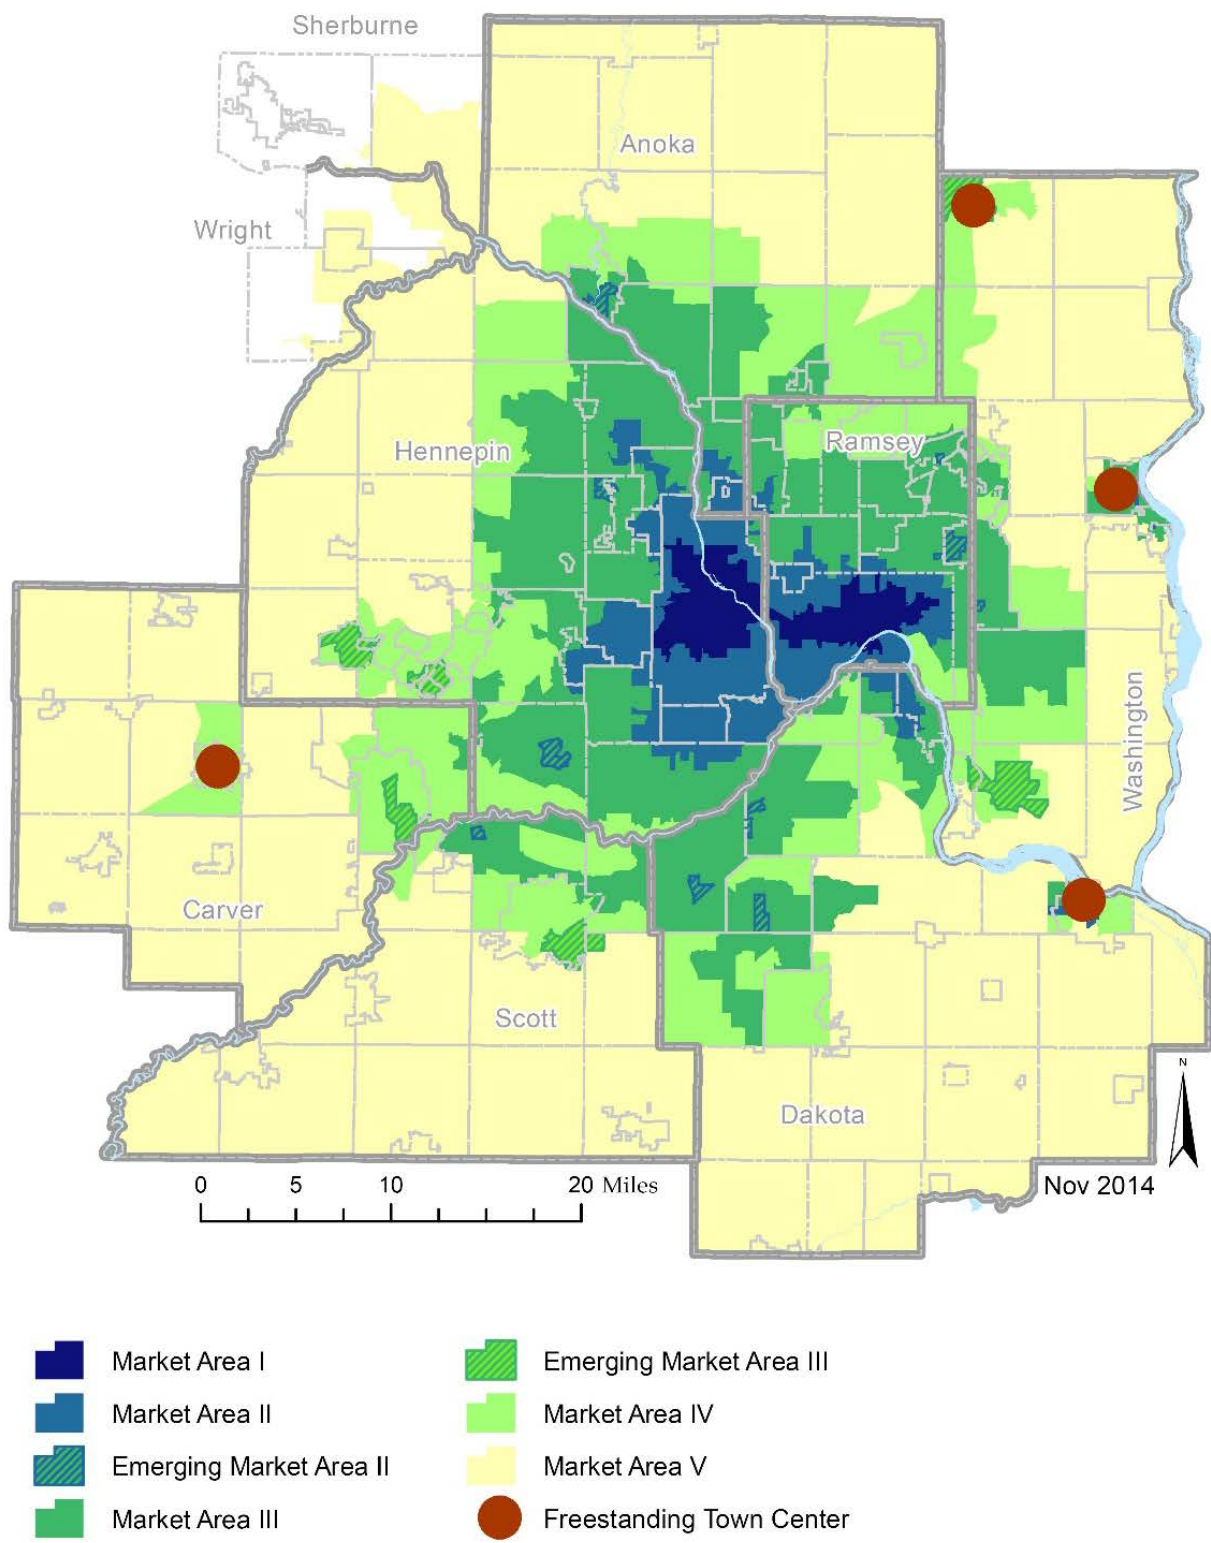 Sherburne
Anoka
Wright
Hennepin
Ramsey
Washington
Carver
Scott
Dakota
N
0 5 10 20 Miles
Nov 2014
Market Area I
Market Area II
Emerging Market Area II
Market Area III
Emerging Market Area III
Market Area IV
Market Area V
Freestanding Town Center